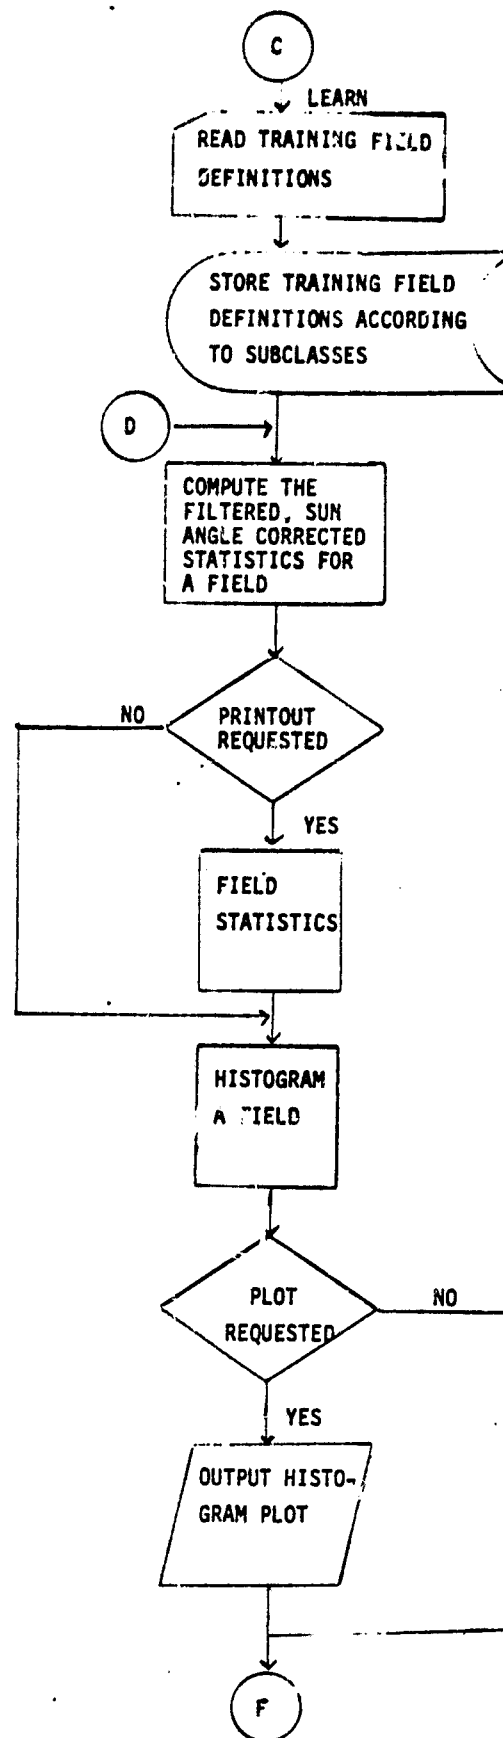 C
LEARN
READ TRAINING FIELD
DEFINITIONS
STORE TRAINING FIELD
DEFINITIONS ACCORDING
TO SUBCLASSES
D
COMPUTE THE
FILTERED, SUN
ANGLE CORRECTED
STATISTICS FOR
A FIELD
NO
PRINTOUT
REQUESTED
YES
FIELD
STATISTICS
HISTOGRAM
A FIELD
PLOT
REQUESTED
NO
YES
OUTPUT HISTO-
GRAM PLOT
F